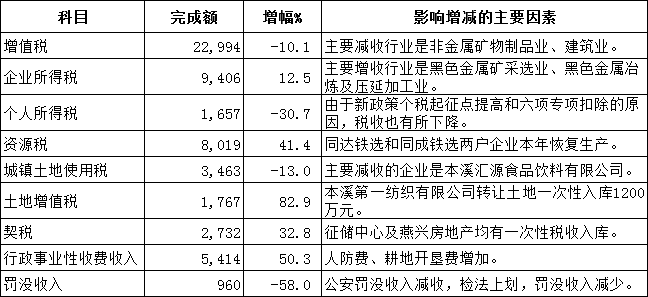 科目 完成额 增幅% 影响增减的主要因素
增值税 22,994 -10.1 主要减收行业是非金属矿物制品业、建筑业。
企业所得税 9,406 12.5 主要增收行业是黑色金属矿采选业、黑色金属冶
炼及压延加工业。
个人所得税 1,657 -30.7 由于新政策个税起征点提高和六项专项扣除的原
因，税收也有所下降。
资源税 8,019 41.4 同达铁选和同成铁选两户企业本年恢复生产。
城镇土地使用税 3,463 -13.0 主要减收的企业是本溪汇源食品饮料有限公司。
土地增值税 1,767 82.9 本溪第一纺织有限公司转让土地一次性入库1200
万元。
契税 2,732 32.8 征储中心及燕兴房地产均有一次性税收入库。
行政事业性收费收入 5,414 50.3 人防费、耕地开垦费增加。
罚没收入 960 -58.0 公安罚没收入减收，检法上划，罚没收入减少。